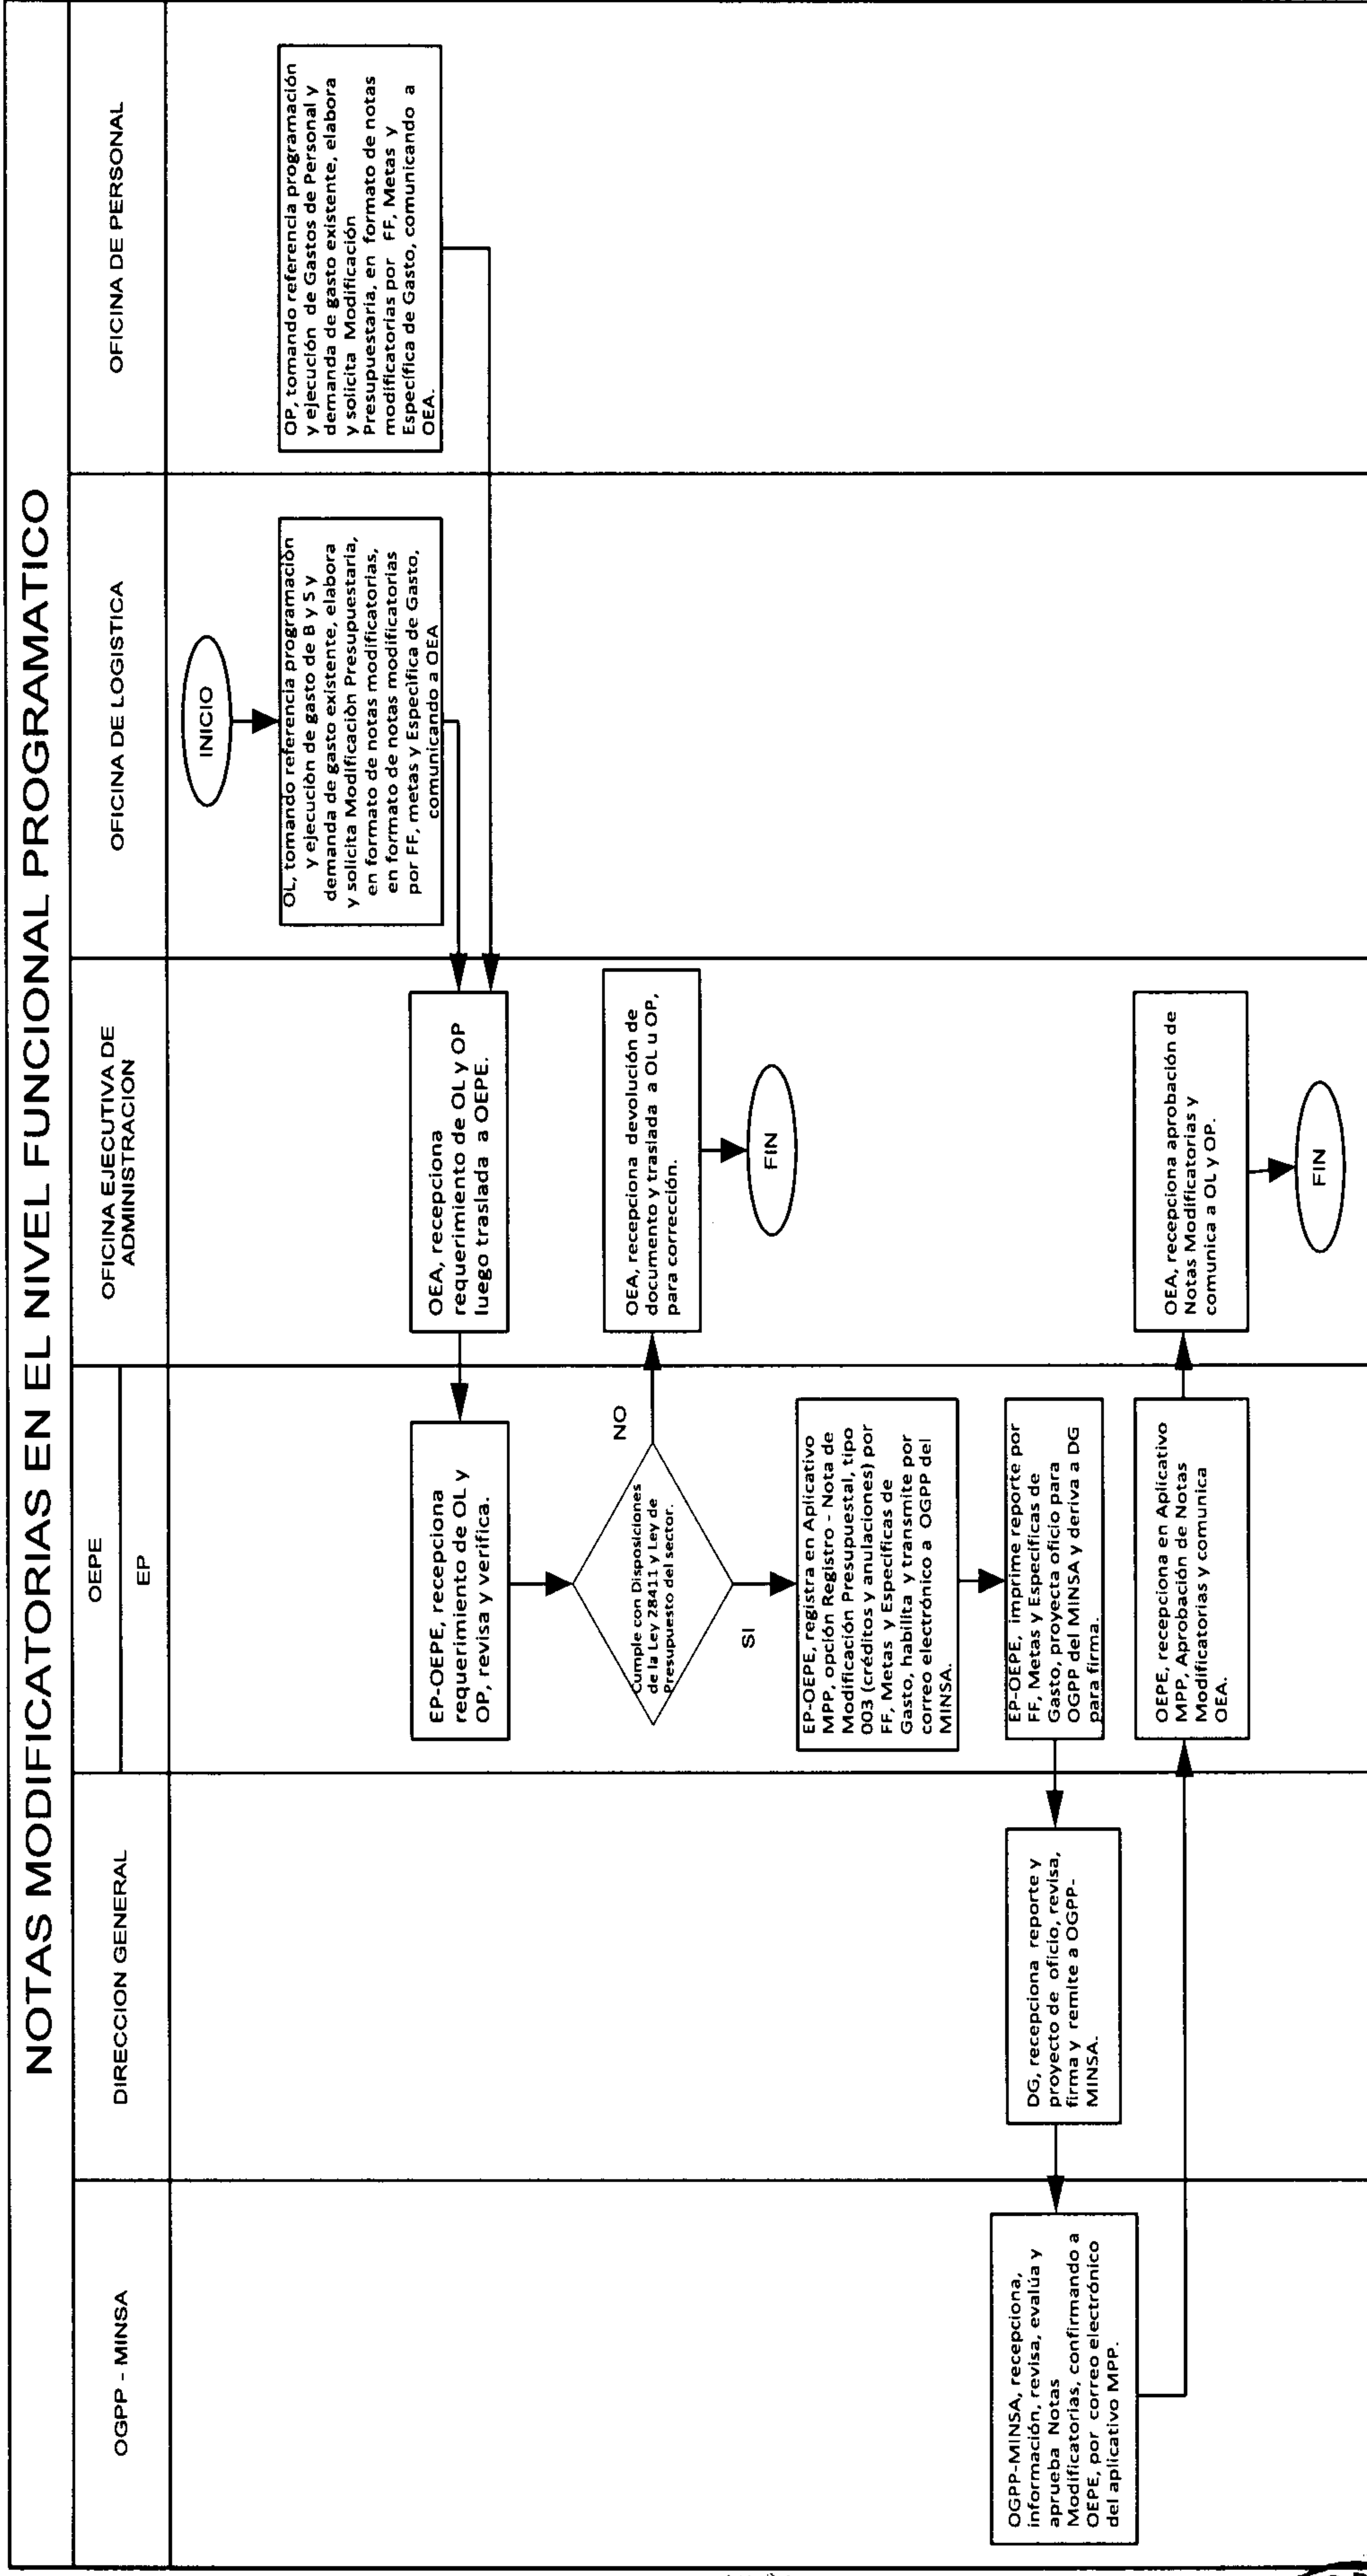 NOTAS MODIFICATORIAS EN EL NIVEL FUNCIONAL PROGRAMATICO
OGPP - MINSA
DIRECCION GENERAL
OEPE
EP
OFICINA EJECUTIVA DE
ADMINISTRACION
OFICINA DE LOGISTICA
OFICINA DE PERSONAL
INICIO
OL, tomando referencia programación
y ejecución de gasto de B y S y
demanda de gasto existente, elabora
y solicita Modificación Presupuestaria,
en formato de notas modificatorias,
en formato de notas modificatorias
por FF, metas y Especifica de Gasto,
comunicando a OEA
OP, tomando referencia programación
y ejecución de Gastos de Personal y
demanda de gasto existente, elabora
y solicita Modificación
Presupuestaria, en formato de notas
modificatorias por FF, Metas y
Específica de Gasto, comunicando a
OEA.
OEA, recepciona
requerimiento de OL y OP
luego traslada a OEPE.
EP-OEPE, recepciona
requerimiento de OL y
OP, revisa y verifica.
Cumple con Disposiciones
de la Ley 28411 y Ley de
Presupuesto del sector.
NO
OEA, recepciona devolución de
documento y traslada a OL u OP,
para corrección.
FIN
SI
EP-OEPE, registra en Aplicativo
MPP, opción Registro - Nota de
Modificación Presupuestal, tipo
003 (créditos y anulaciones) por
FF, Metas y Específicas de
Gasto, habilita y transmite por
correo electrónico a OGPP del
MINSA.
EP-OEPE, imprime reporte por
FF, Metas y Específicas de
Gasto, proyecta oficio para
OGPP del MINSA y deriva a DG
para firma.
DG, recepciona reporte y
proyecto de oficio, revisa,
firma y remite a OGPP-
MINSA.
OGPP-MINSA, recepciona,
información, revisa, evalúa y
aprueba Notas
Modificatorias, confirmando a
OEPE, por correo electrónico
del aplicativo MPP.
OEPE, recepciona en Aplicativo
MPP, Aprobación de Notas
Modificatorias y comunica
OEA.
OEA, recepciona aprobación de
Notas Modificatorias y
comunica a OL y OP.
FIN